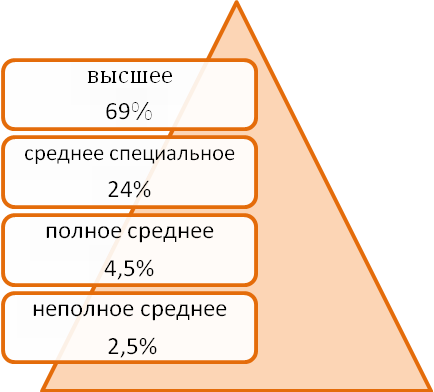 высшее
69%
среднее специальное
24%
полное среднее
4,5%
неполное среднее
2,5%